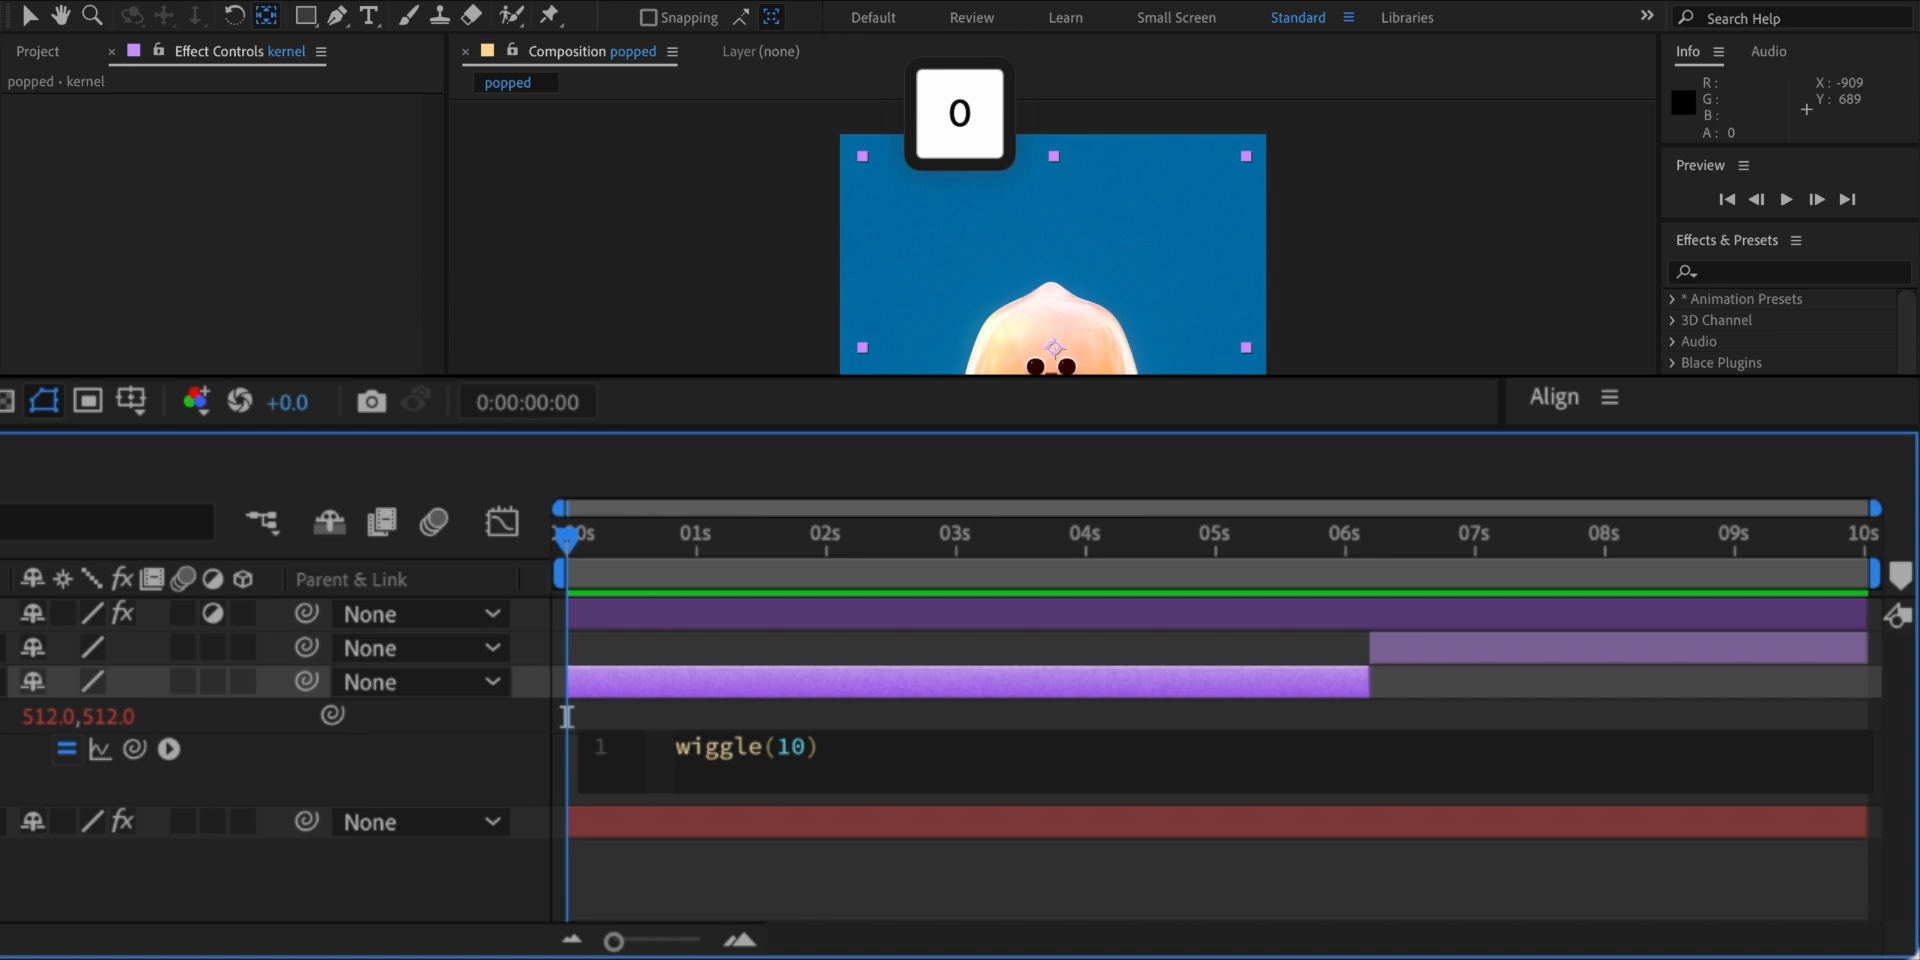 Snapping
Default
Review
Learn
Small Screen
Standard
Libraries
Search Help
Project
Effect Controls kernel
Composition popped
Layer (none)
Info
Audio
popped • kernel
popped
0
R :
G :
B :
A : 0
X : -909
Y : 689
Preview
Effects & Presets
* Animation Presets
3D Channel
Audio
Blace Plugins
+0.0
0:00:00:00
Align
01s
02s
03s
04s
05s
06s
07s
08s
09s
10s
fx
Parent & Link
fx
None
None
None
512.0,512.0
1
wiggle(10)
fx
None